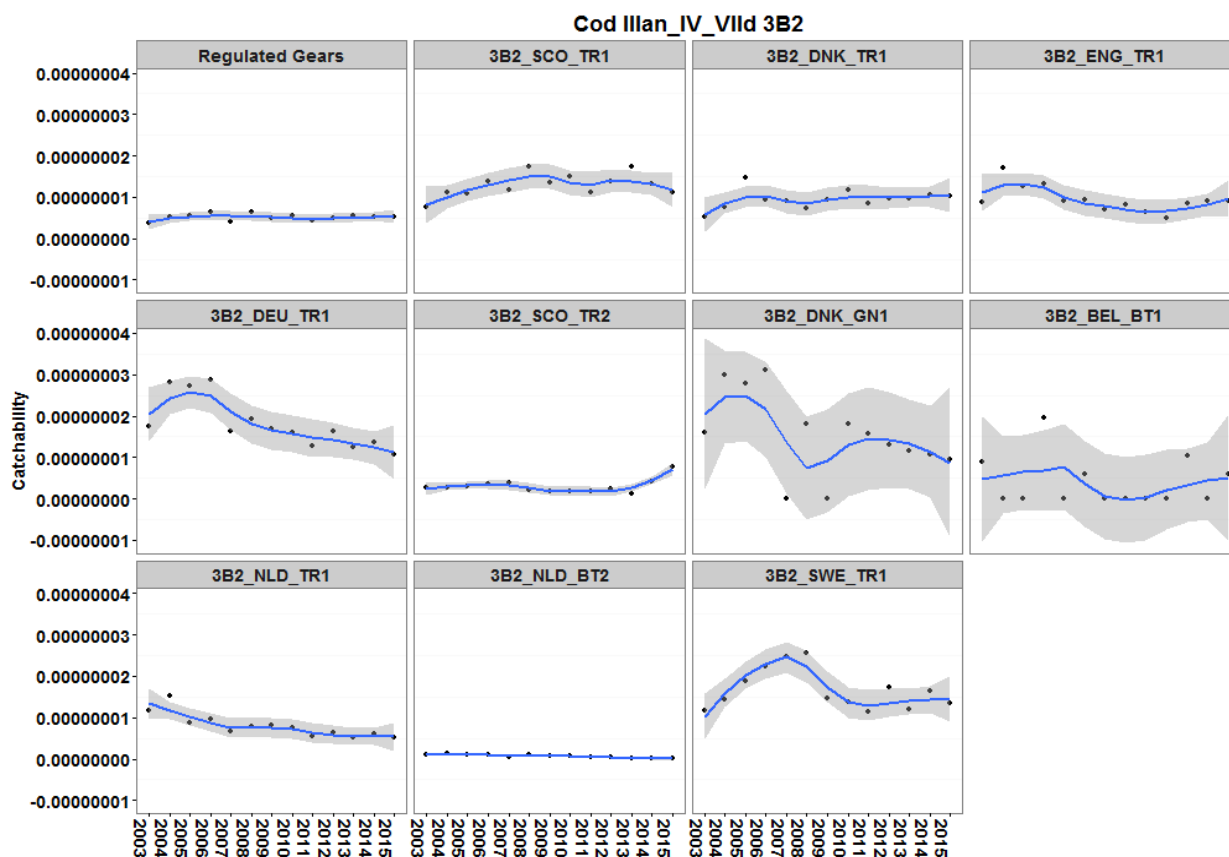 Cod IIIan_IV_VIId 3B2
Regulated Gears
3B2_SCO_TR1
3B2_DNK_TR1
3B2_ENG_TR1
0.00000004
0.00000003
0.00000002
0.00000001
0.00000000
-0.00000001
3B2_DEU_TR1
3B2_SCO_TR2
3B2_DNK_GN1
3B2_BEL_BT1
Catchability
0.00000004
0.00000003
0.00000002
0.00000001
0.00000000
-0.00000001
3B2_NLD_TR1
3B2_NLD_BT2
3B2_SWE_TR1
0.00000004
0.00000003
0.00000002
0.00000001
0.00000000
-0.00000001
2003 2004 2005 2006 2007 2008 2009 2010 2011 2012 2013 2014 2015
2003 2004 2005 2006 2007 2008 2009 2010 2011 2012 2013 2014 2015
2003 2004 2005 2006 2007 2008 2009 2010 2011 2012 2013 2014 2015